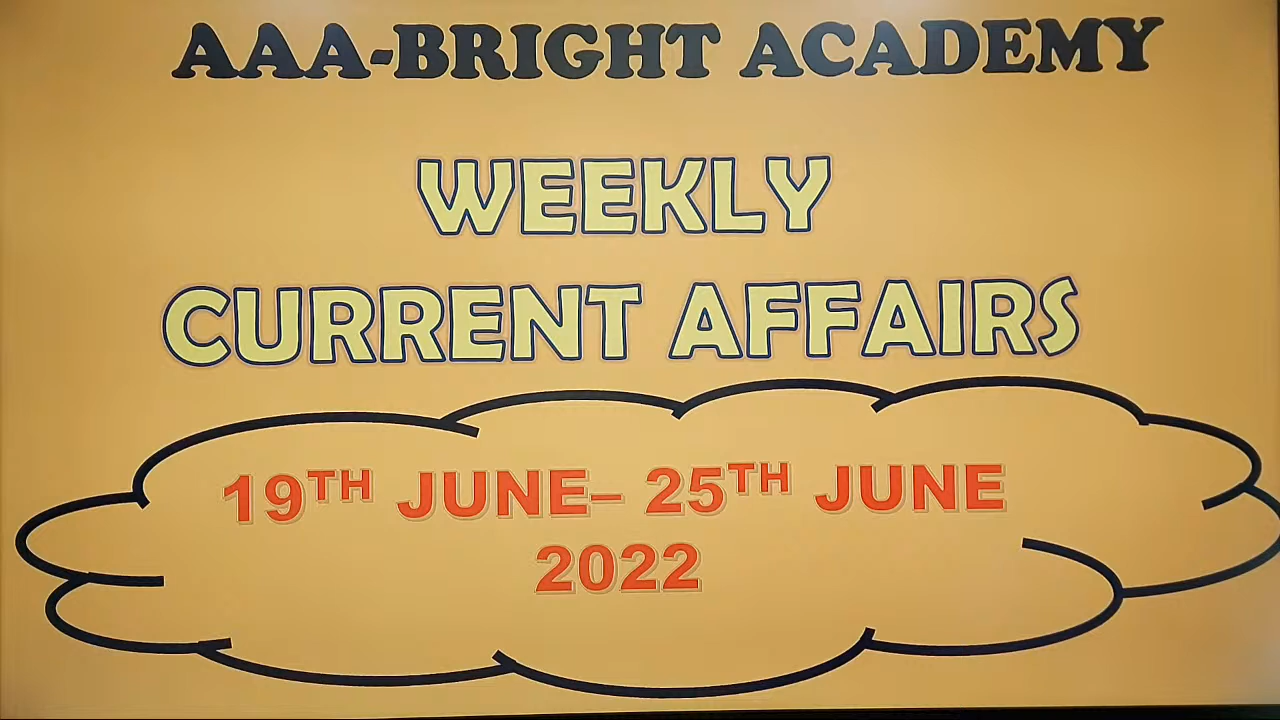 AAA-BRIGHT ACADEMY
WEEKLY
CURRENT AFFAIRS
19TH JUNE– 25TH JUNE
2022